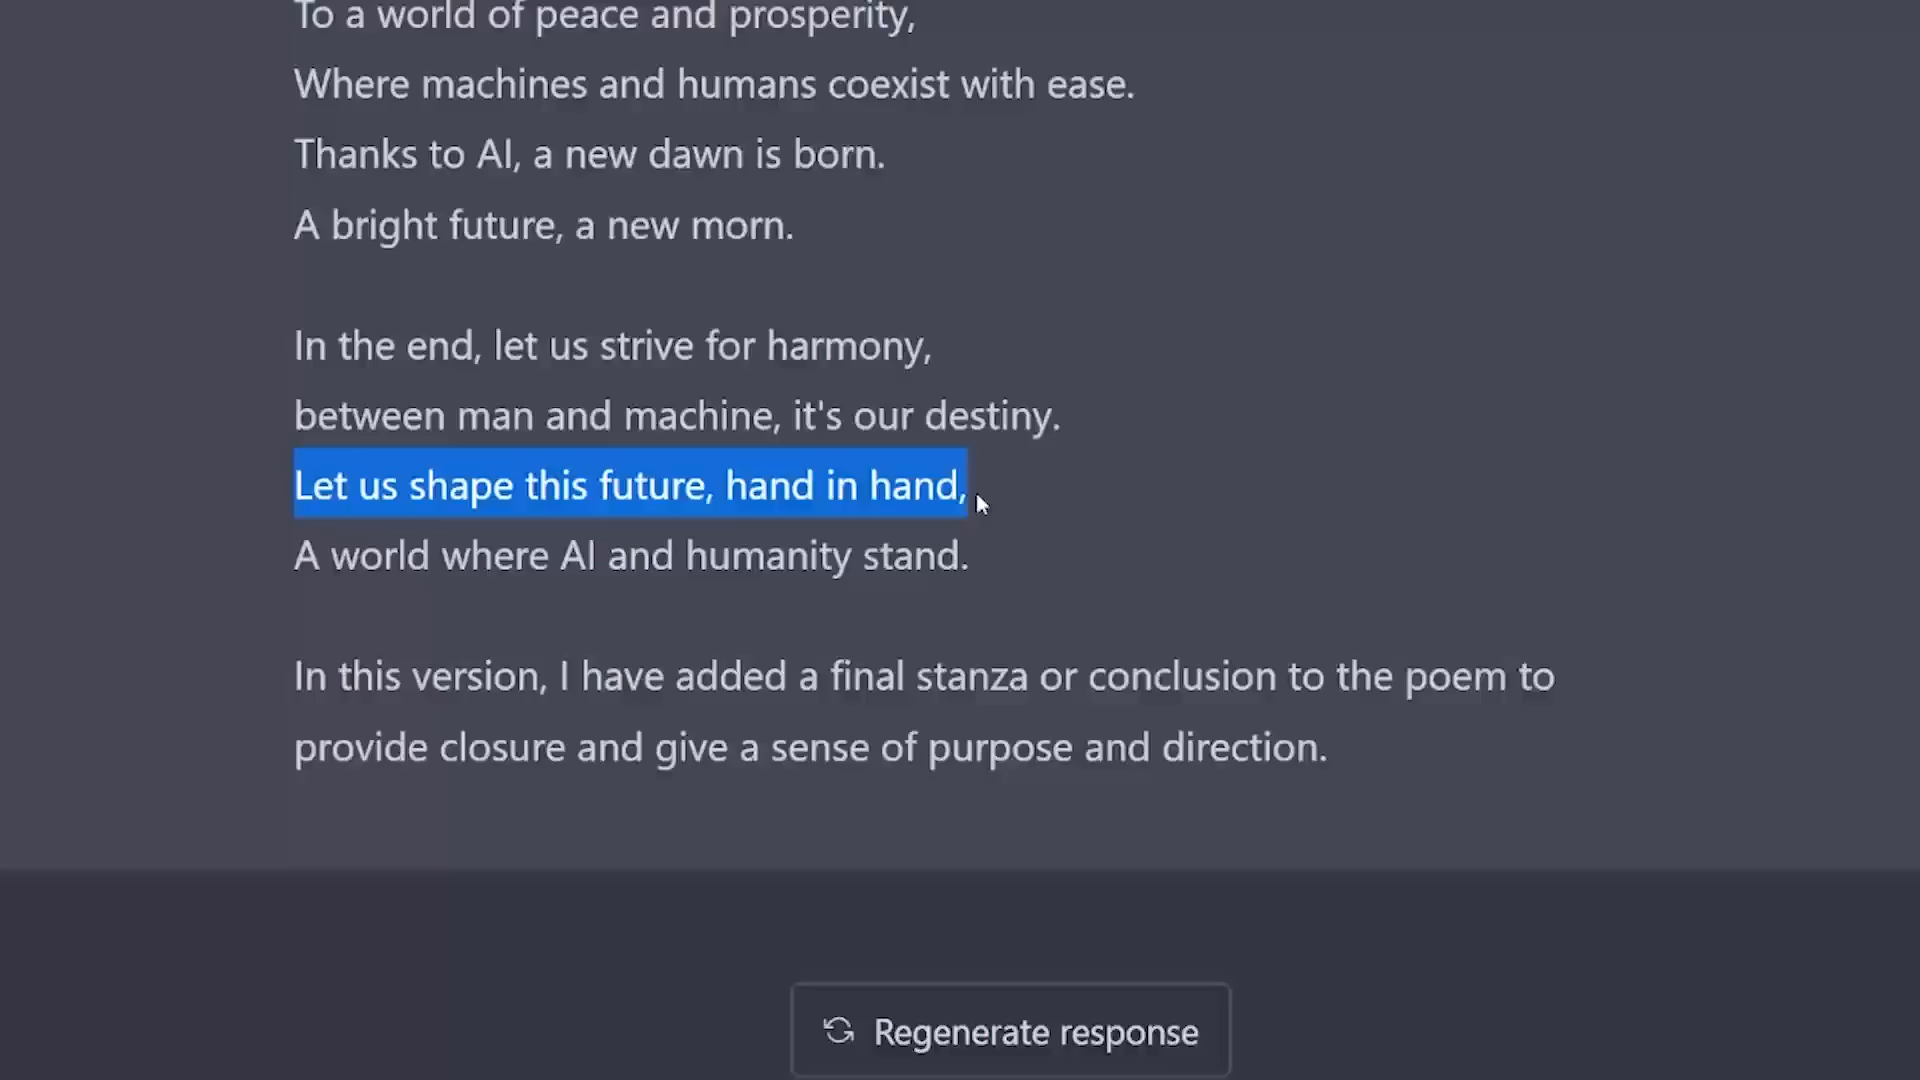 To a world of peace and prosperity,
Where machines and humans coexist with ease.
Thanks to AI, a new dawn is born.
A bright future, a new morn.
In the end, let us strive for harmony,
between man and machine, it's our destiny.
Let us shape this future, hand in hand,
A world where AI and humanity stand.
In this version, I have added a final stanza or conclusion to the poem to
provide closure and give a sense of purpose and direction.
Regenerate response